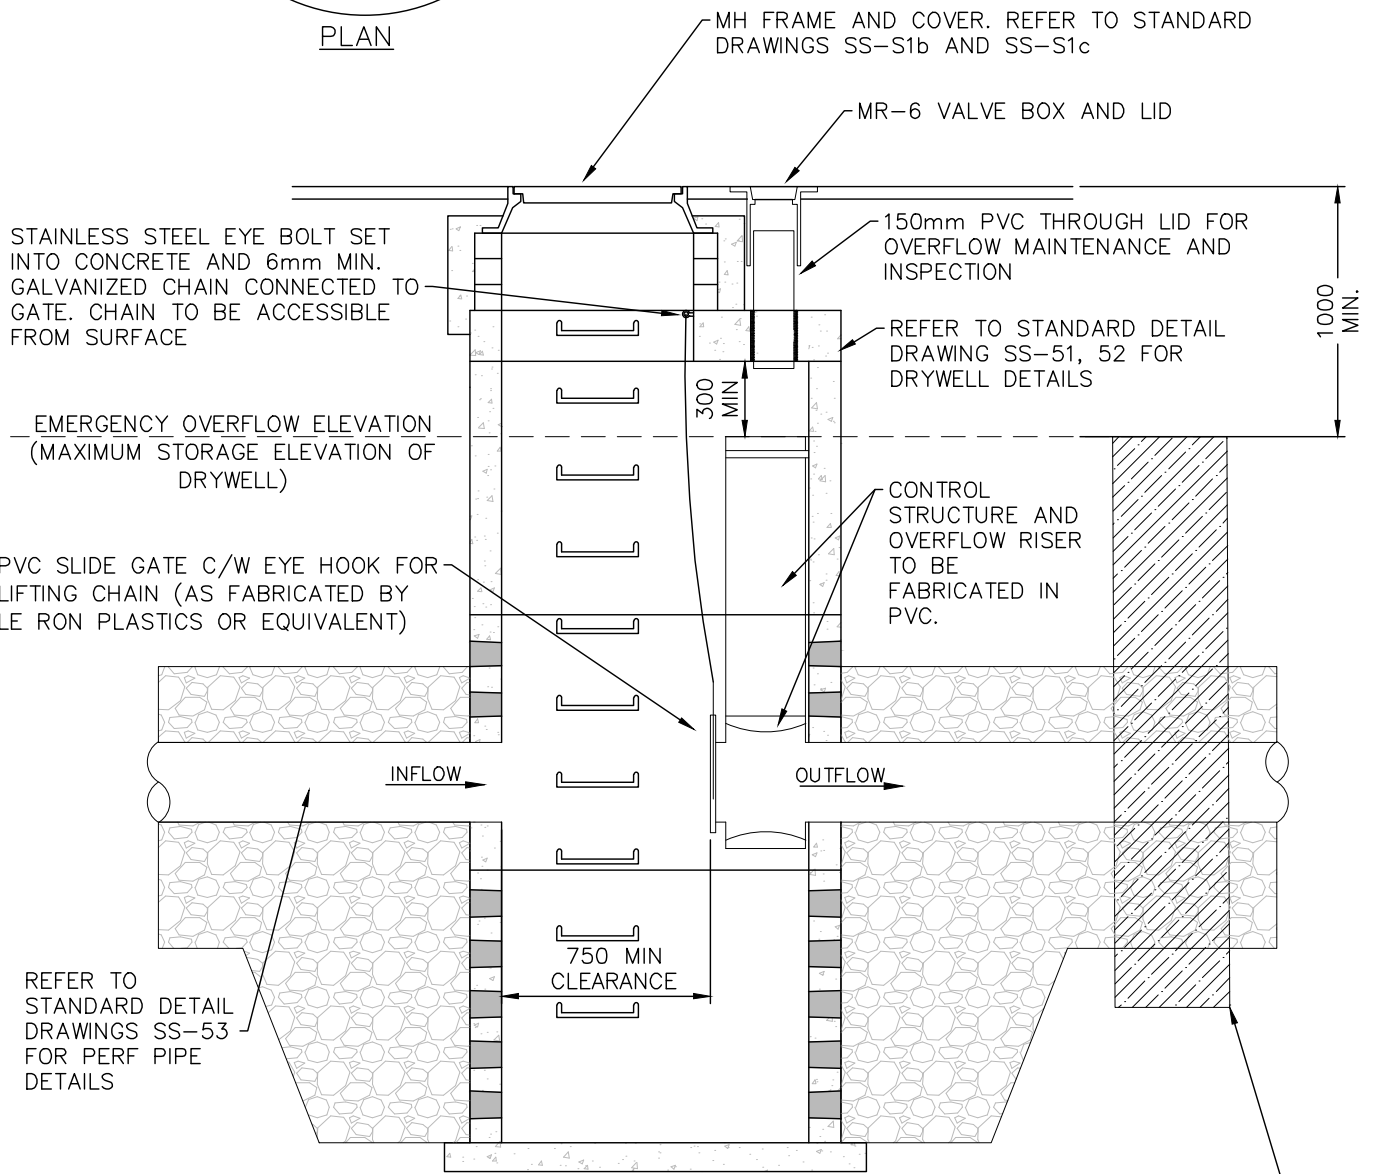 PLAN
MH FRAME AND COVER. REFER TO STANDARD
DRAWINGS SS-S1b AND SS-S1c
MR-6 VALVE BOX AND LID
150mm PVC THROUGH LID FOR
OVERFLOW MAINTENANCE AND
INSPECTION
STAINLESS STEEL EYE BOLT SET
INTO CONCRETE AND 6mm MIN.
GALVANIZED CHAIN CONNECTED TO
GATE. CHAIN TO BE ACCESSIBLE
FROM SURFACE
1000
MIN.
REFER TO STANDARD DETAIL
DRAWING SS-51, 52 FOR
DRYWELL DETAILS
300
MIN
EMERGENCY OVERFLOW ELEVATION
(MAXIMUM STORAGE ELEVATION OF
DRYWELL)
CONTROL
STRUCTURE AND
OVERFLOW RISER
TO BE
FABRICATED IN
PVC.
PVC SLIDE GATE C/W EYE HOOK FOR
LIFTING CHAIN (AS FABRICATED BY
LE RON PLASTICS OR EQUIVALENT)
INFLOW
OUTFLOW
750 MIN
CLEARANCE
REFER TO
STANDARD DETAIL
DRAWINGS SS-53
FOR PERF PIPE
DETAILS